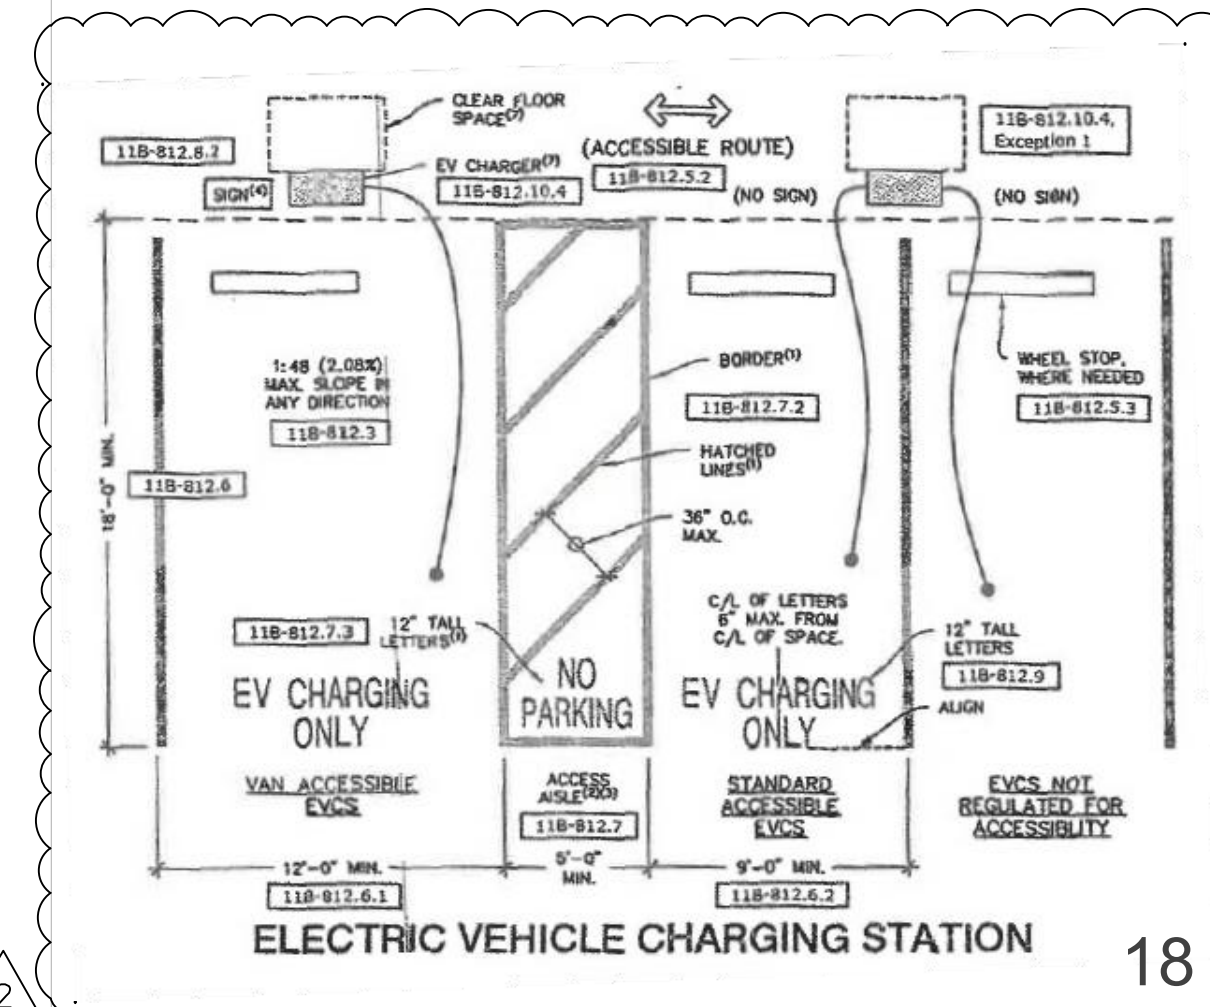 CLEAR FLOOR
SPACE(7)
11B-812.8.2
EV CHARGER(7)
11B-812.10.4
SIGN(4)
(ACCESSIBLE ROUTE)
11B-812.5.2
(NO SIGN)
11B-812.10.4,
Exception 1
(NO SIGN)
1:48 (2.08%)
MAX. SLOPE IN
ANY DIRECTION
11B-812.3
BORDER(1)
11B-812.7.2
WHEEL STOP,
WHERE NEEDED
11B-812.5.3
18'-0" MIN.
11B-812.6
HATCHED
LINES(1)
36" O.C.
MAX.
11B-812.7.3
12" TALL
LETTERS(1)
C/L OF LETTERS
6" MAX. FROM
C/L OF SPACE.
12" TALL
LETTERS
11B-812.9
ALIGN
EV CHARGING
ONLY
NO
PARKING
EV CHARGING
ONLY
VAN ACCESSIBLE
EVCS
ACCESS
AISLE(2)(3)
11B-812.7
STANDARD
ACCESSIBLE
EVCS
EVCS NOT
REGULATED FOR
ACCESSIBLITY
12'-0" MIN.
11B-812.6.1
5'-0"
MIN.
9'-0" MIN.
11B-812.6.2
ELECTRIC VEHICLE CHARGING STATION
18
2